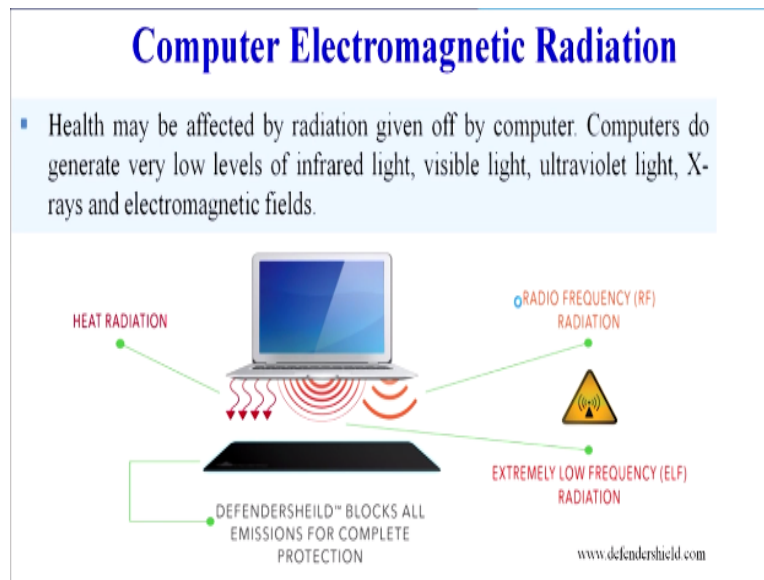 Computer Electromagnetic Radiation
Health may be affected by radiation given off by computer. Computers do
generate very low levels of infrared light, visible light, ultraviolet light, X-
rays and electromagnetic fields.
HEAT RADIATION
RADIO FREQUENCY (RF)
RADIATION
EXTREMELY LOW FREQUENCY (ELF)
RADIATION
DEFENDERSHEILD™ BLOCKS ALL
EMISSIONS FOR COMPLETE
PROTECTION
www.defendershield.com